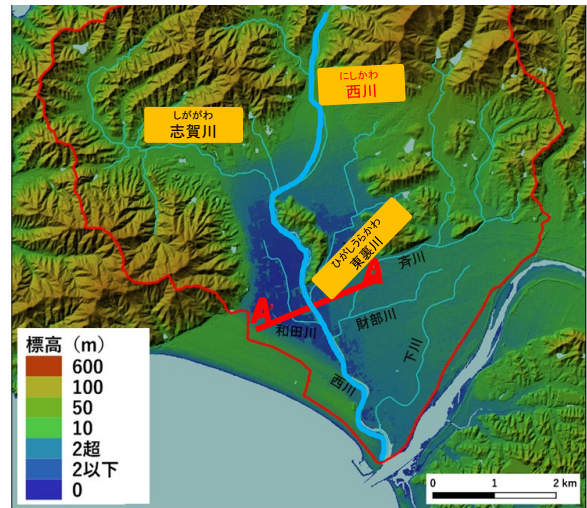 にしかわ
西川
しががわ
志賀川
ひがしうらかわ
東裏川
斉川
A
A'
和田川
財部川
下川
西川
標高（m）
600
100
50
10
2超
2以下
0
0 1 2 km